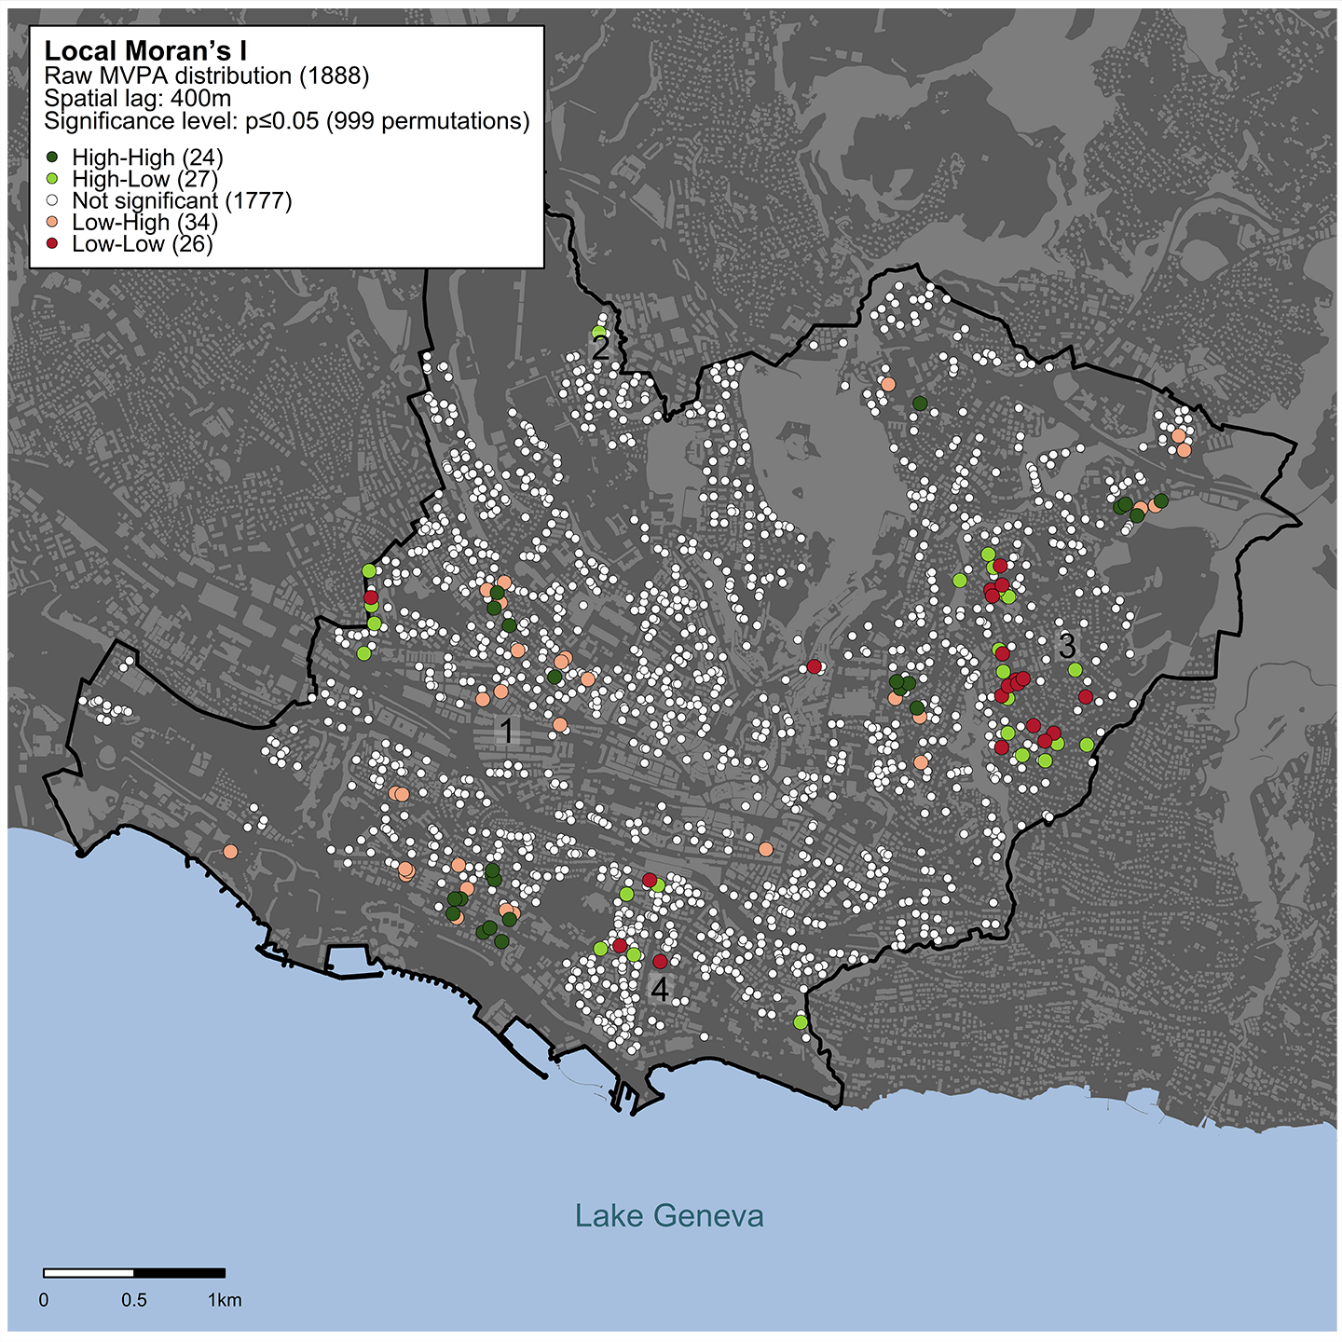 Local Moran’s I
Raw MVPA distribution (1888)
Spatial lag: 400m
Significance level: p≤0.05 (999 permutations)
High-High (24)
High-Low (27)
Not significant (1777)
Low-High (34)
Low-Low (26)
2
3
1
4
Lake Geneva
0 0.5 1km